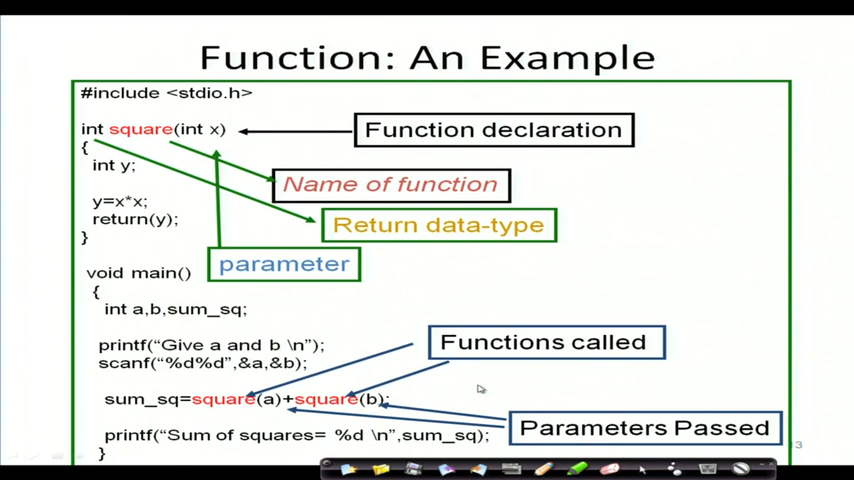 Function: An Example
#include <stdio.h>
int square(int x)
Function declaration
{
int y;
Name of function
y=x*x;
return(y);
Return data-type
}
parameter
void main()
{
int a,b,sum_sq;
printf(“Give a and b \n”);
Functions called
scanf(“%d%d”,&a,&b);
sum_sq=square(a)+square(b);
Parameters Passed
printf(“Sum of squares= %d \n”,sum_sq);
}
13